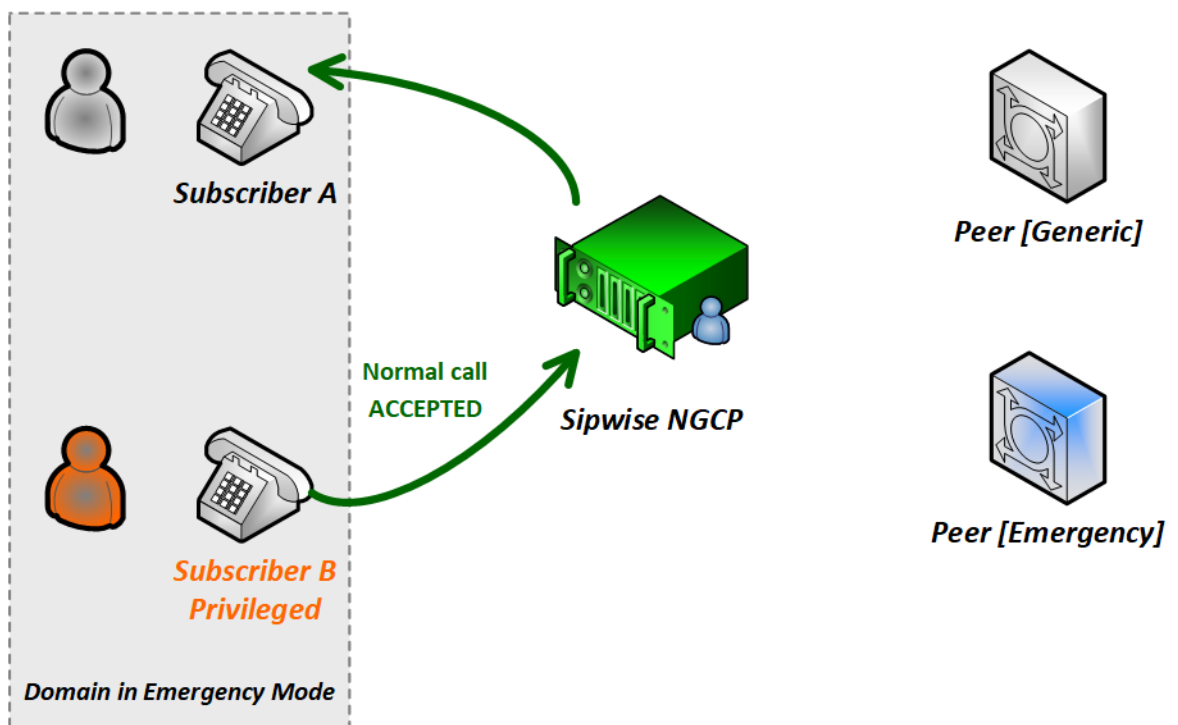 Subscriber A
Peer [Generic]
Normal call
ACCEPTED
Sipwise NGCP
Peer [Emergency]
Subscriber B
Privileged
Domain in Emergency Mode